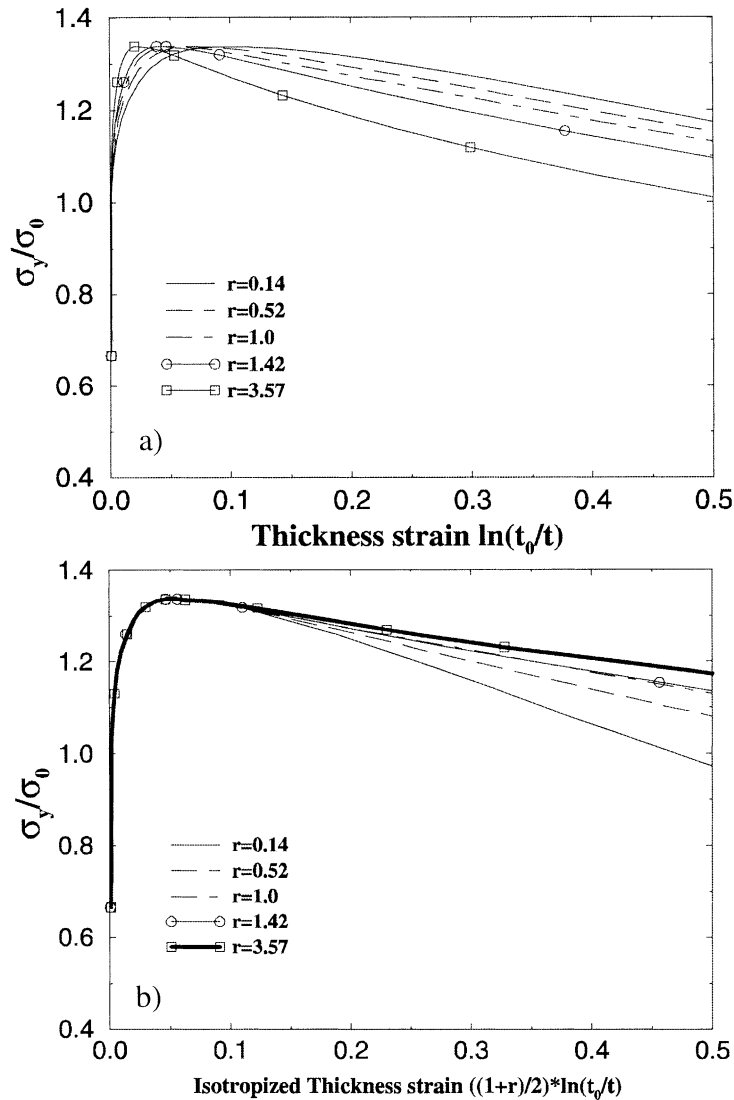 1.4
1.2
1.0
0.8
0.6
0.4
σy/σ0
r=0.14
r=0.52
r=1.0
r=1.42
r=3.57
a)
0.0 0.1 0.2 0.3 0.4 0.5
Thickness strain ln(t0/t)
1.4
1.2
1.0
0.8
0.6
0.4
σy/σ0
r=0.14
r=0.52
r=1.0
r=1.42
r=3.57
b)
0.0 0.1 0.2 0.3 0.4 0.5
Isotropized Thickness strain ((1+r)/2)*ln(t0/t)